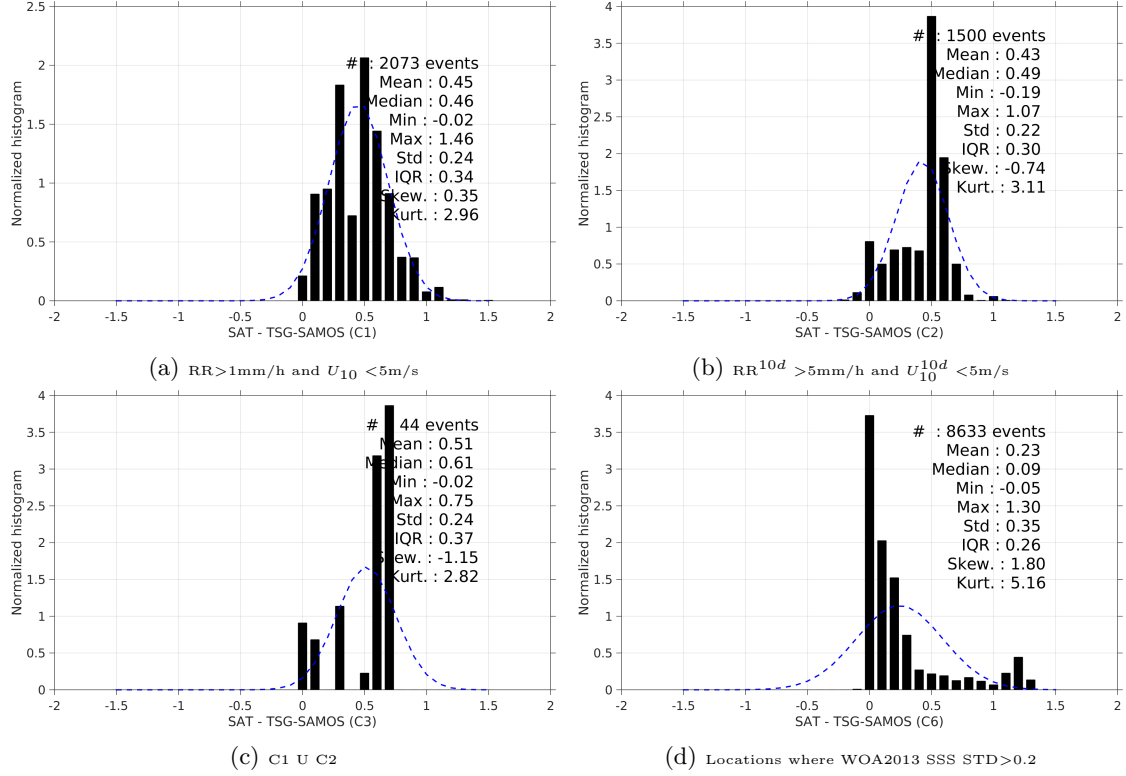 2.5
2
1.5
1
0.5
0
Normalized histogram
# : 2073 events
Mean : 0.45
Median : 0.46
Min : -0.02
Max : 1.46
Std : 0.24
IQR : 0.34
Skew. : 0.35
Kurt. : 2.96
-2 -1.5 -1 -0.5 0 0.5 1 1.5 2
SAT - TSG-SAMOS (C1)
(a) RR>1mm/h and U10 <5m/s
4
3.5
3
2.5
2
1.5
1
0.5
0
Normalized histogram
# : 1500 events
Mean : 0.43
Median : 0.49
Min : -0.19
Max : 1.07
Std : 0.22
IQR : 0.30
Skew. : -0.74
Kurt. : 3.11
-2 -1.5 -1 -0.5 0 0.5 1 1.5 2
SAT - TSG-SAMOS (C2)
(b) RR^10d >5mm/h and U_10^10d <5m/s
4
3.5
3
2.5
2
1.5
1
0.5
0
Normalized histogram
# : 44 events
Mean : 0.51
Median : 0.61
Min : -0.02
Max : 0.75
Std : 0.24
IQR : 0.37
Skew. : -1.15
Kurt. : 2.82
-2 -1.5 -1 -0.5 0 0.5 1 1.5 2
SAT - TSG-SAMOS (C3)
(c) C1 U C2
4
3.5
3
2.5
2
1.5
1
0.5
0
Normalized histogram
# : 8633 events
Mean : 0.23
Median : 0.09
Min : -0.05
Max : 1.30
Std : 0.35
IQR : 0.26
Skew. : 1.80
Kurt. : 5.16
-2 -1.5 -1 -0.5 0 0.5 1 1.5 2
SAT - TSG-SAMOS (C6)
(d) Locations where WOA2013 SSS STD>0.2